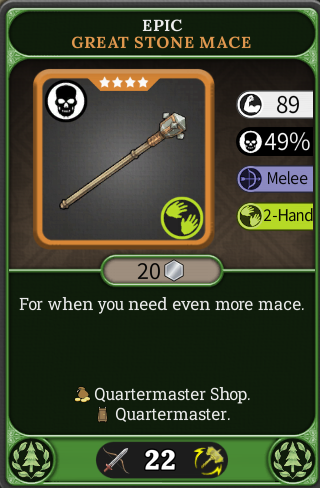 EPIC
GREAT STONE MACE
89
49%
Melee
2-Hand
20
For when you need even more mace.
Quartermaster Shop.
Quartermaster.
22